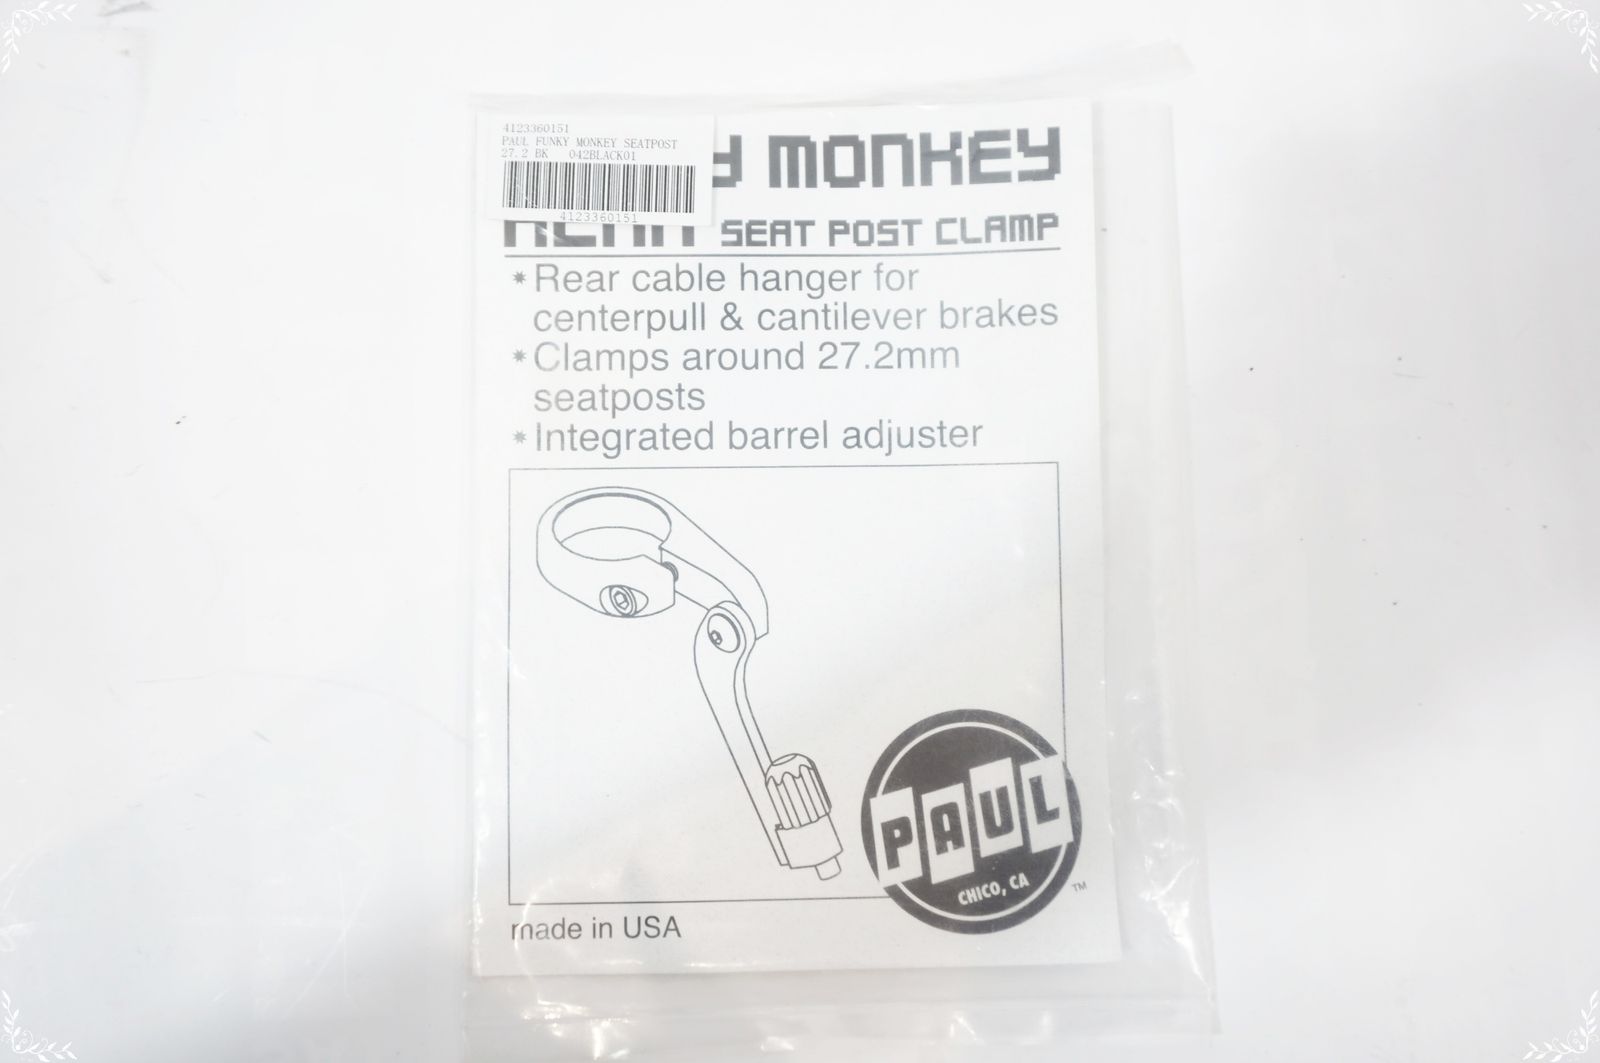 4123360151
PAUL FUNKY MONKEY SEATPOST
27.2 BK 042BLACK01
4123360151
MONKEY
SEAT POST CLAMP
* Rear cable hanger for
centerpull & cantilever brakes
* Clamps around 27.2mm
seatposts
* Integrated barrel adjuster
PAUL
CHICO, CA
TM
made in USA